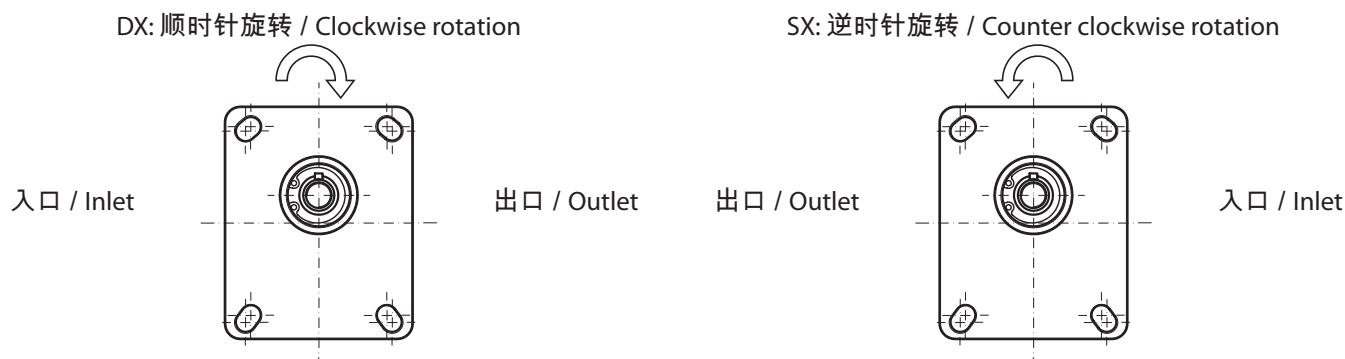 DX: 顺时针旋转 / Clockwise rotation
入口 / Inlet
出口 / Outlet
SX: 逆时针旋转 / Counter clockwise rotation
出口 / Outlet
入口 / Inlet